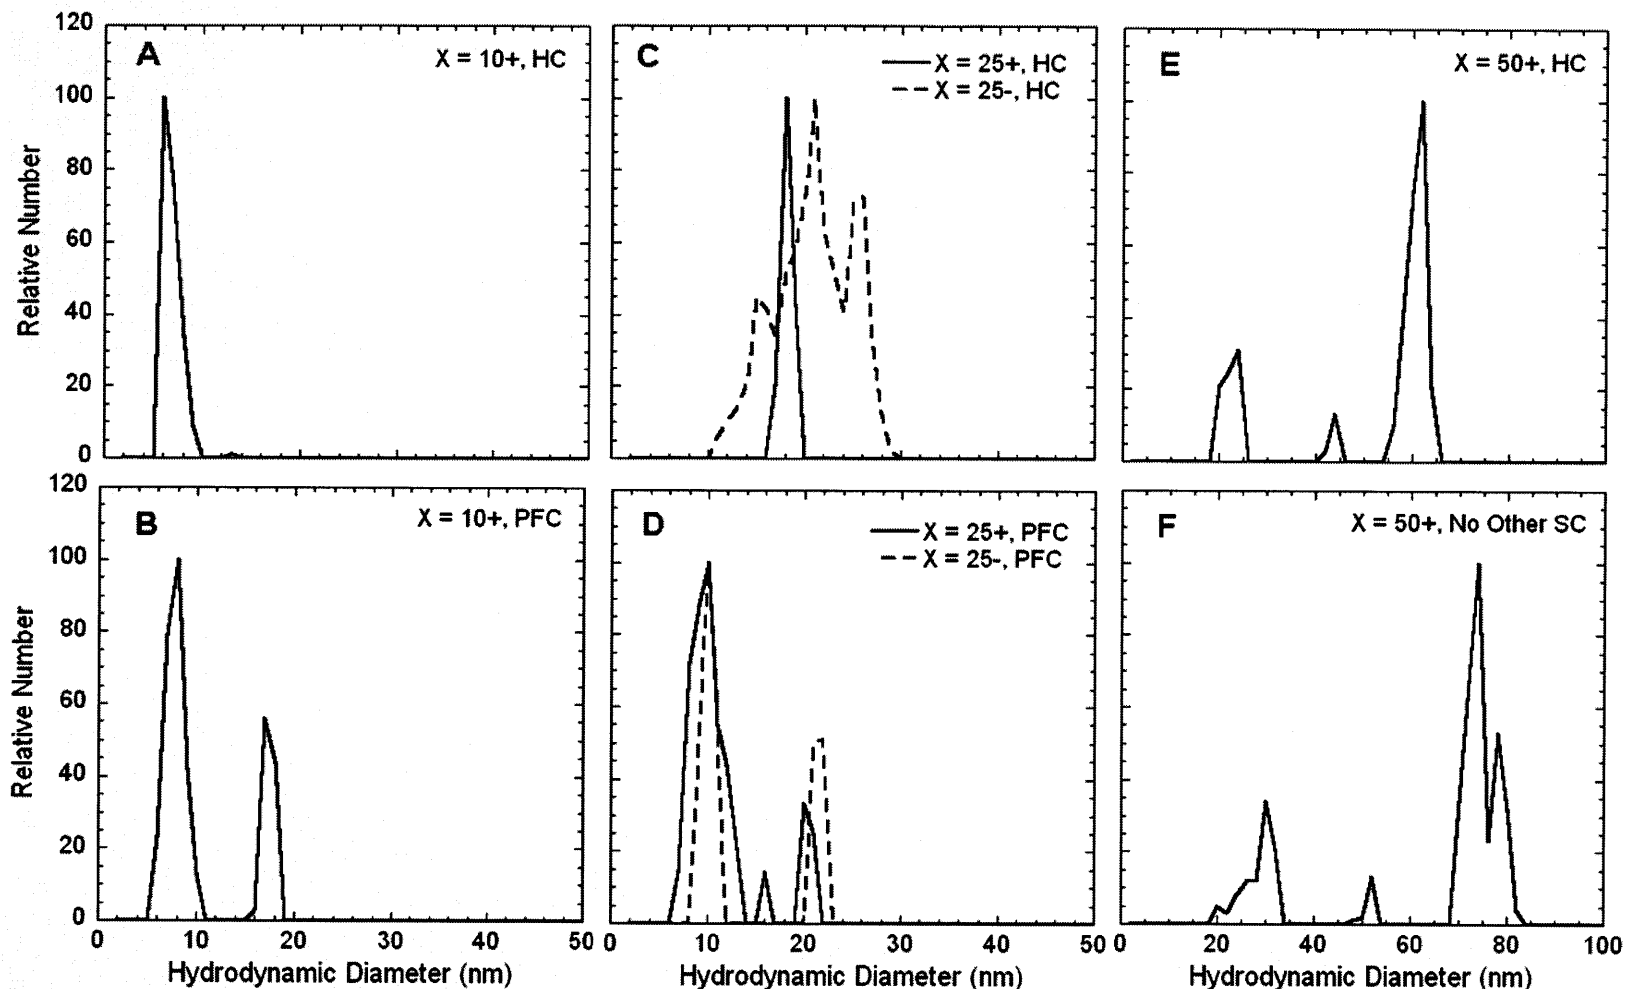 A
X = 10+, HC
120
100
80
60
40
20
0
Relative Number
C
X = 25+, HC
X = 25-, HC
E
X = 50+, HC
B
X = 10+, PFC
120
100
80
60
40
20
0
Relative Number
0 10 20 30 40 50
Hydrodynamic Diameter (nm)
D
X = 25+, PFC
X = 25-, PFC
0 10 20 30 40 50
Hydrodynamic Diameter (nm)
F
X = 50+, No Other SC
0 20 40 60 80 100
Hydrodynamic Diameter (nm)